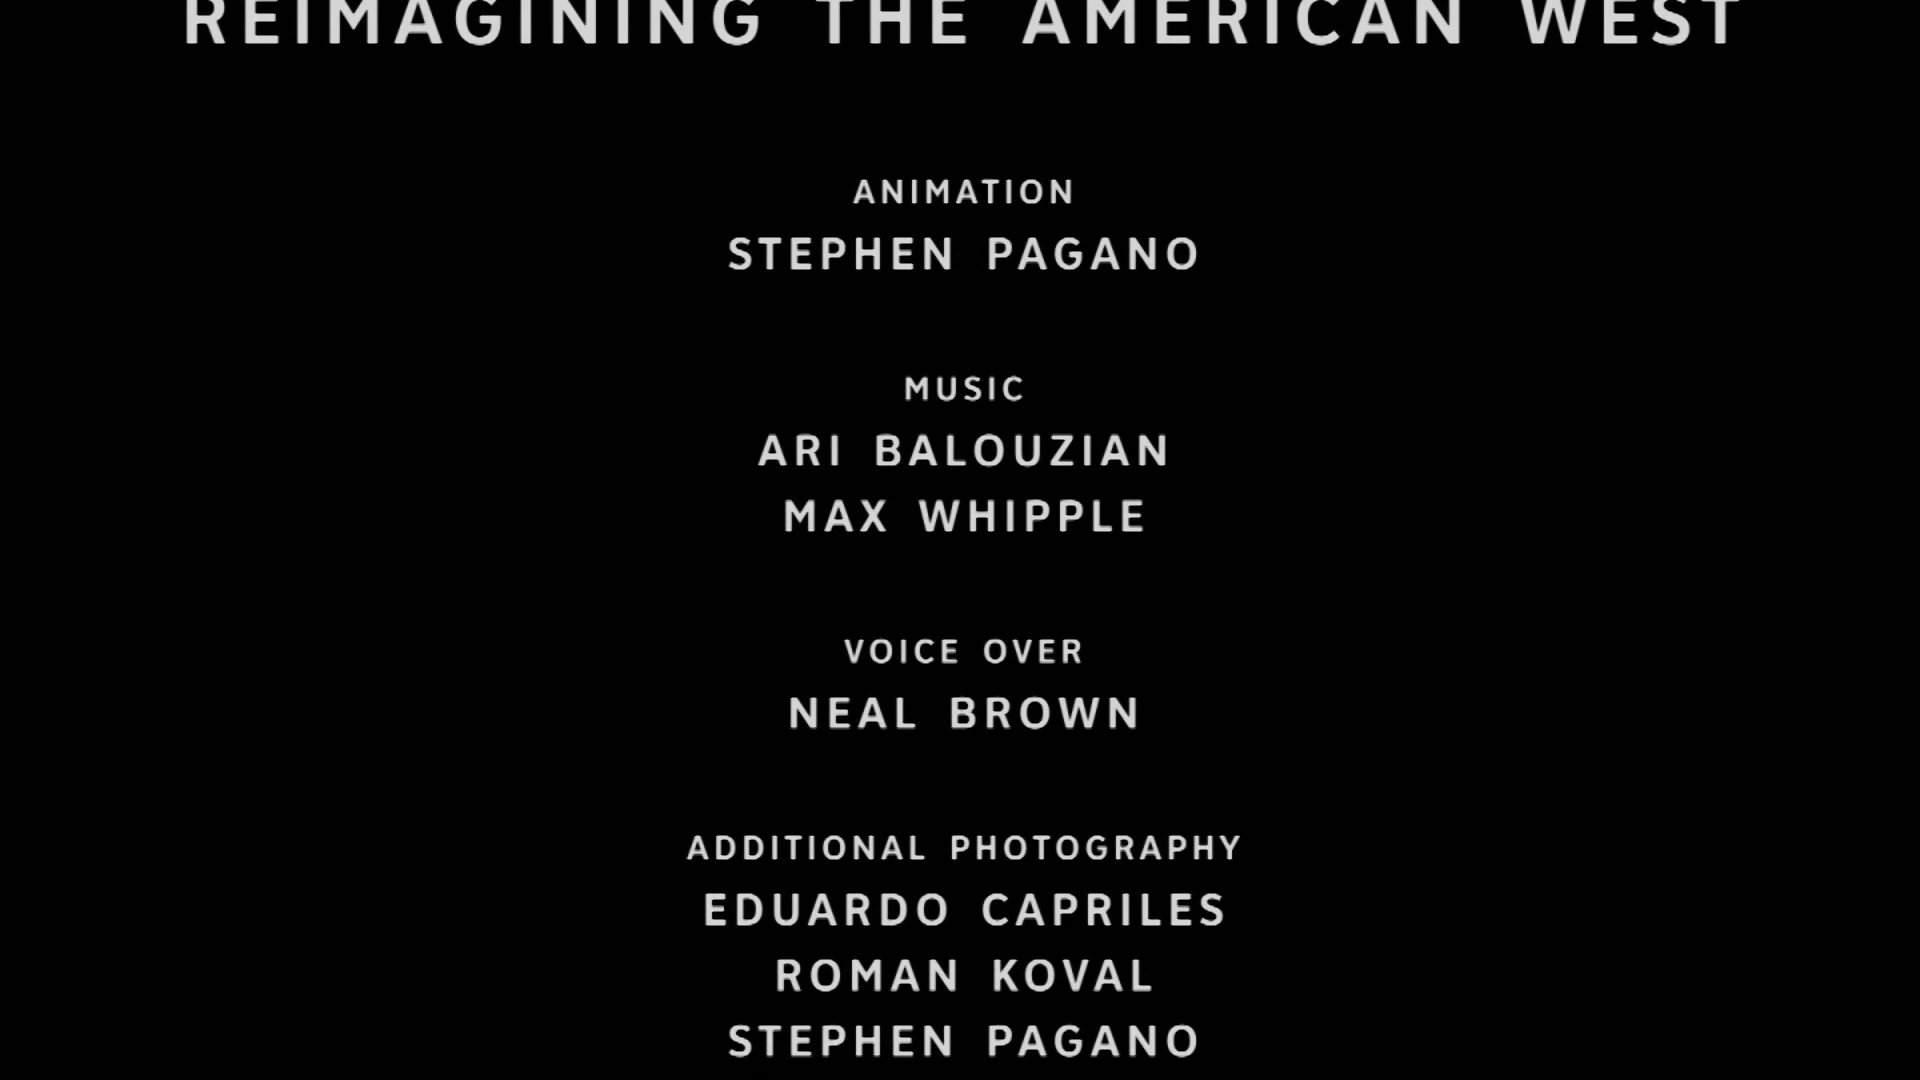 REIMAGINING THE AMERICAN WEST
ANIMATION
STEPHEN PAGANO
MUSIC
ARI BALOUZIAN
MAX WHIPPLE
VOICE OVER
NEAL BROWN
ADDITIONAL PHOTOGRAPHY
EDUARDO CAPRILES
ROMAN KOVAL
STEPHEN PAGANO